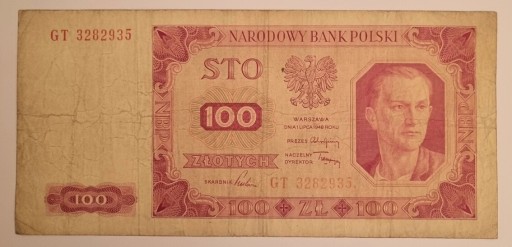 GT 3282935
NARODOWY BANK POLSKI
STO
100
ZŁOTYCH
WARSZAWA
DNIA 1 LIPCA 1948 ROKU
PREZES
NACZELNY
DYREKTOR
SKARBNIK
GT 3282935
100
100 ZŁ 100